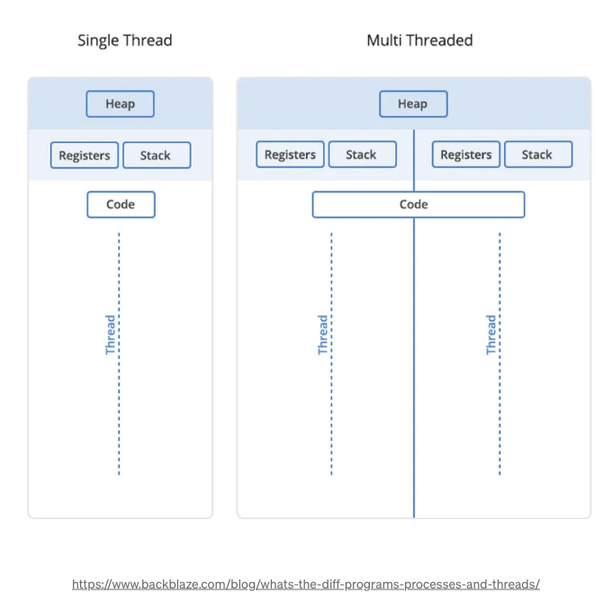 Single Thread
Multi Threaded
Heap
Heap
Registers Stack
Registers Stack Registers Stack
Code
Code
Thread
Thread
Thread
https://www.backblaze.com/blog/whats-the-diff-programs-processes-and-threads/